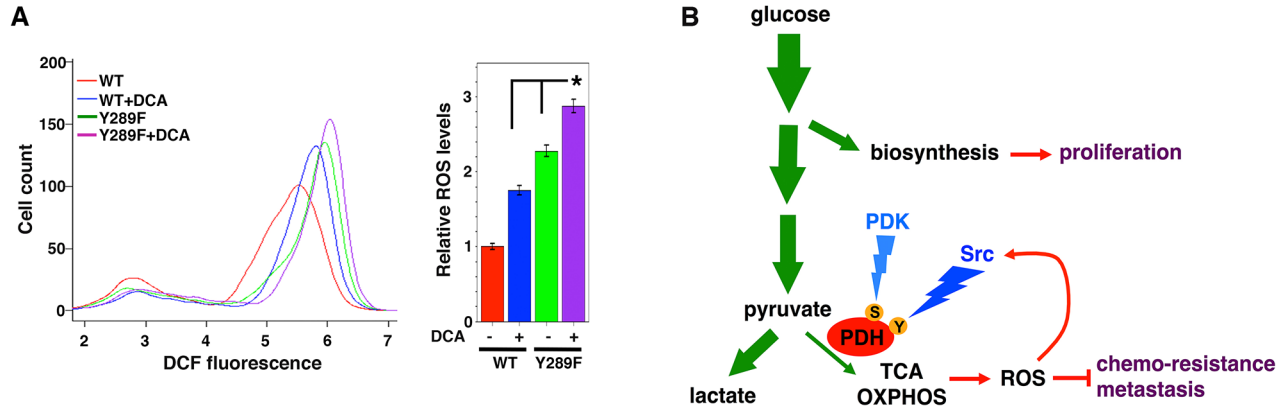 A
200
150
100
50
0
Cell count
WT
WT+DCA
Y289F
Y289F+DCA
2 3 4 5 6 7
DCF fluorescence
Relative ROS levels
3
2
1
0
*
DCA - + - +
WT Y289F
B
glucose
biosynthesis proliferation
PDK
Src
pyruvate
S
Y
PDH
lactate
TCA
OXPHOS
ROS
chemo-resistance
metastasis